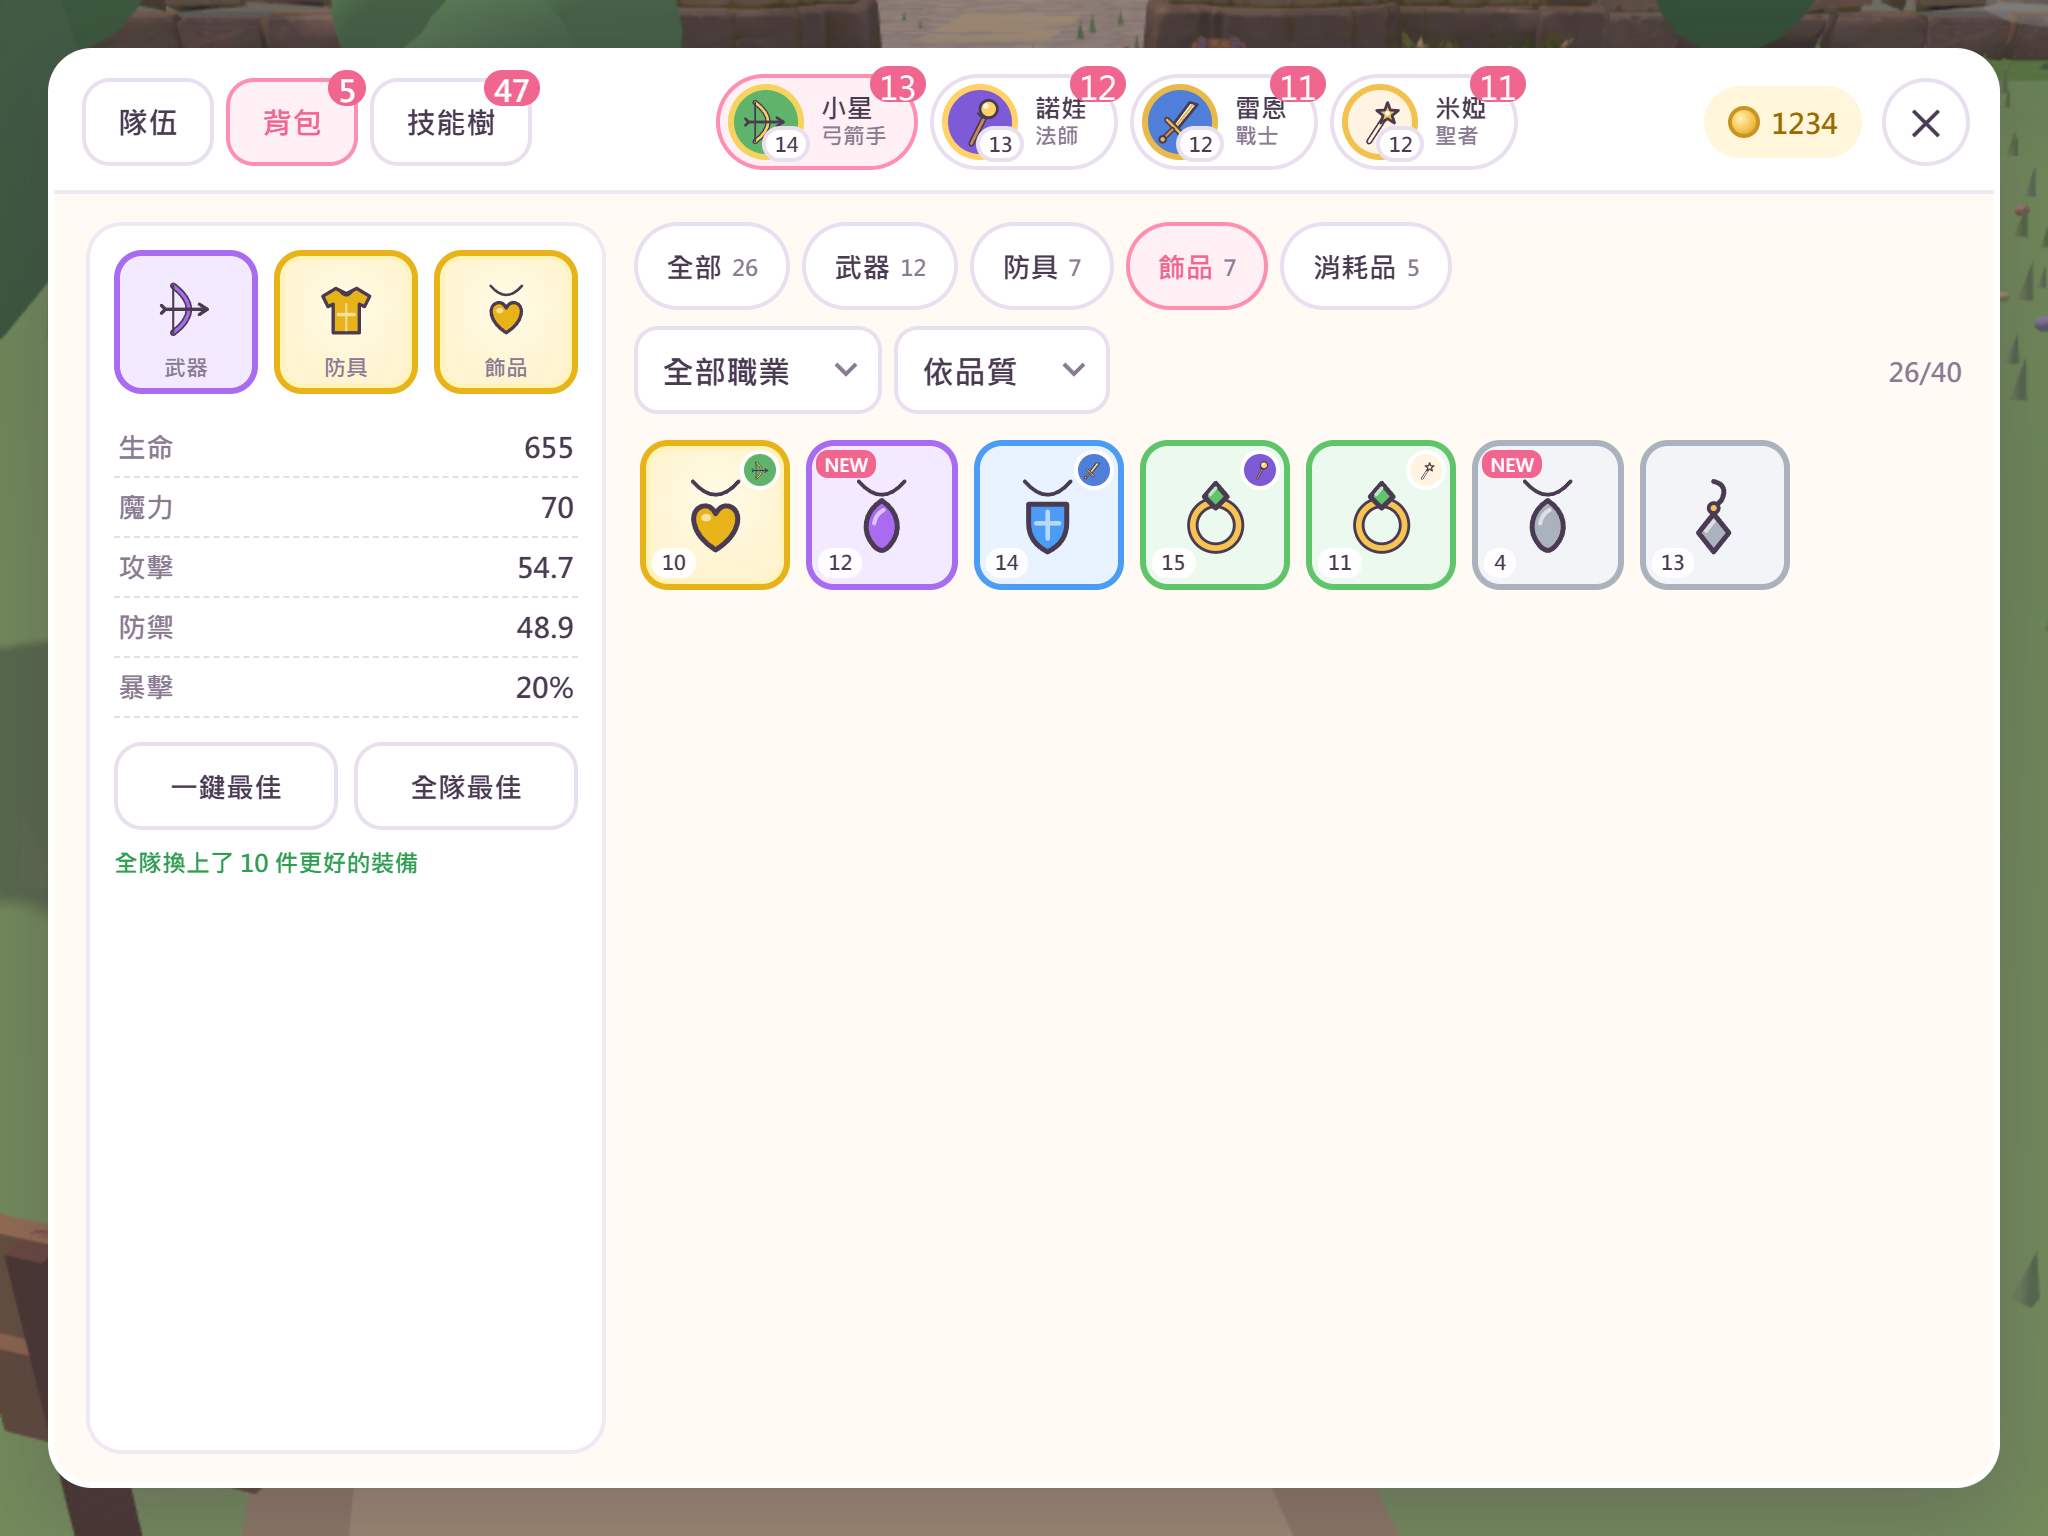 隊伍
背包 5
技能樹 47
小星 13
弓箭手 14
諾娃 12
法師 13
雷恩 11
戰士 12
米婭 11
聖者 12
1234
武器
防具
飾品
生命 655
魔力 70
攻擊 54.7
防禦 48.9
暴擊 20%
一鍵最佳
全隊最佳
全隊換上了 10 件更好的裝備
全部 26
武器 12
防具 7
飾品 7
消耗品 5
全部職業
依品質
26/40
10
NEW
12
14
15
11
NEW
4
13